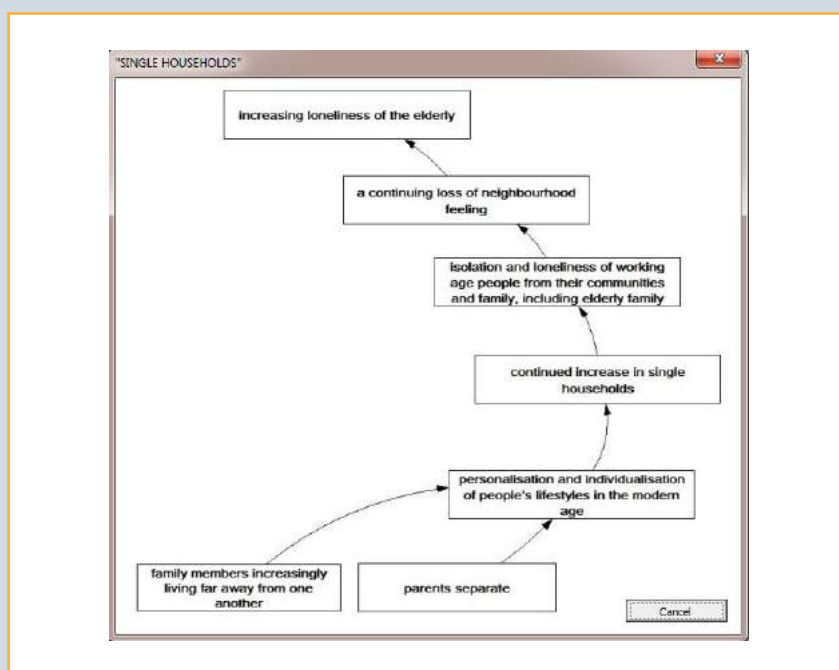 "SINGLE HOUSEHOLDS"
increasing loneliness of the elderly
a continuing loss of neighbourhood
feeling
isolation and loneliness of working
age people from their communities
and family, including elderly family
continued increase in single
households
personalisation and individualisation
of people's lifestyles in the modern
age
family members increasingly
living far away from one
another
parents separate
Cancel